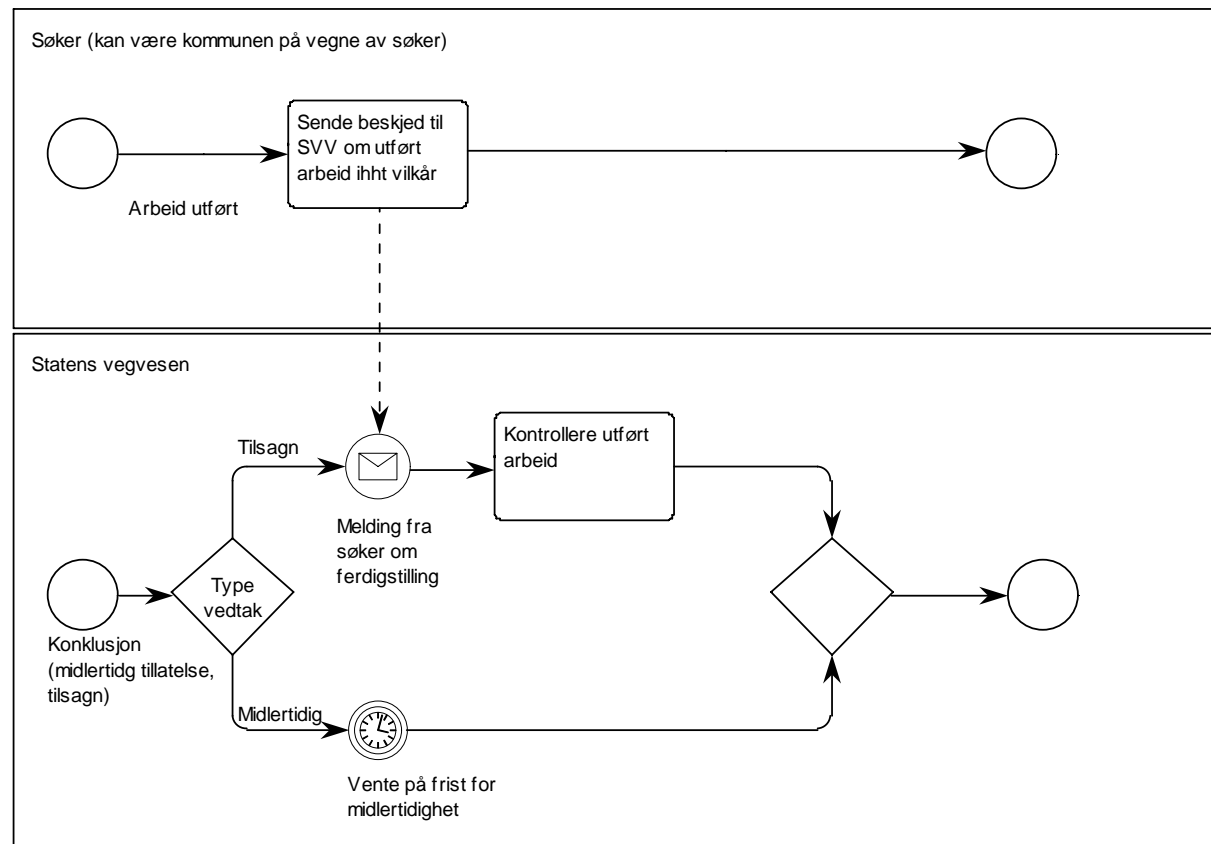 Søker (kan være kommunen på vegne av søker)
Sende beskjed til
SVV om utført
arbeid ihht vilkår
Arbeid utført
Statens vegvesen
Tilsagn
Kontrollere utført
arbeid
Melding fra
søker om
ferdigstilling
Type
vedtak
Konklusjon
(midlertidg tillatelse,
tilsagn)
Midlertidig
Vente på frist for
midlertidighet